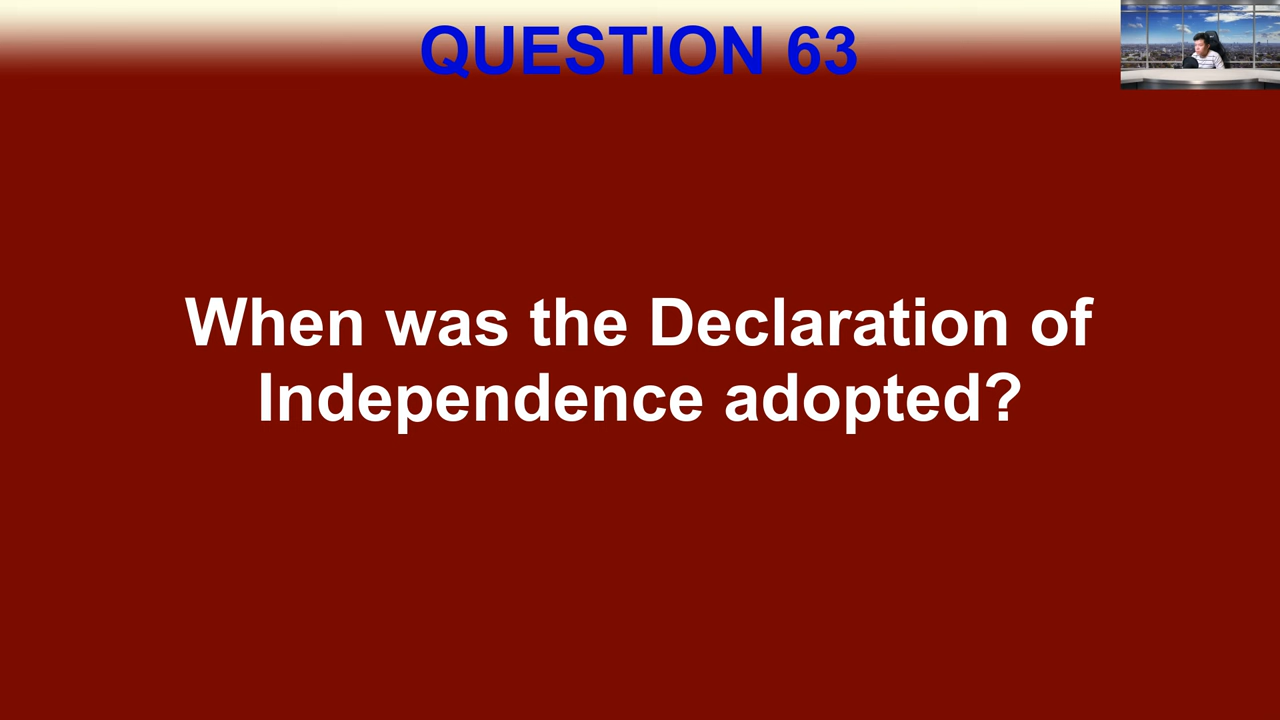 QUESTION 63
When was the Declaration of
Independence adopted?